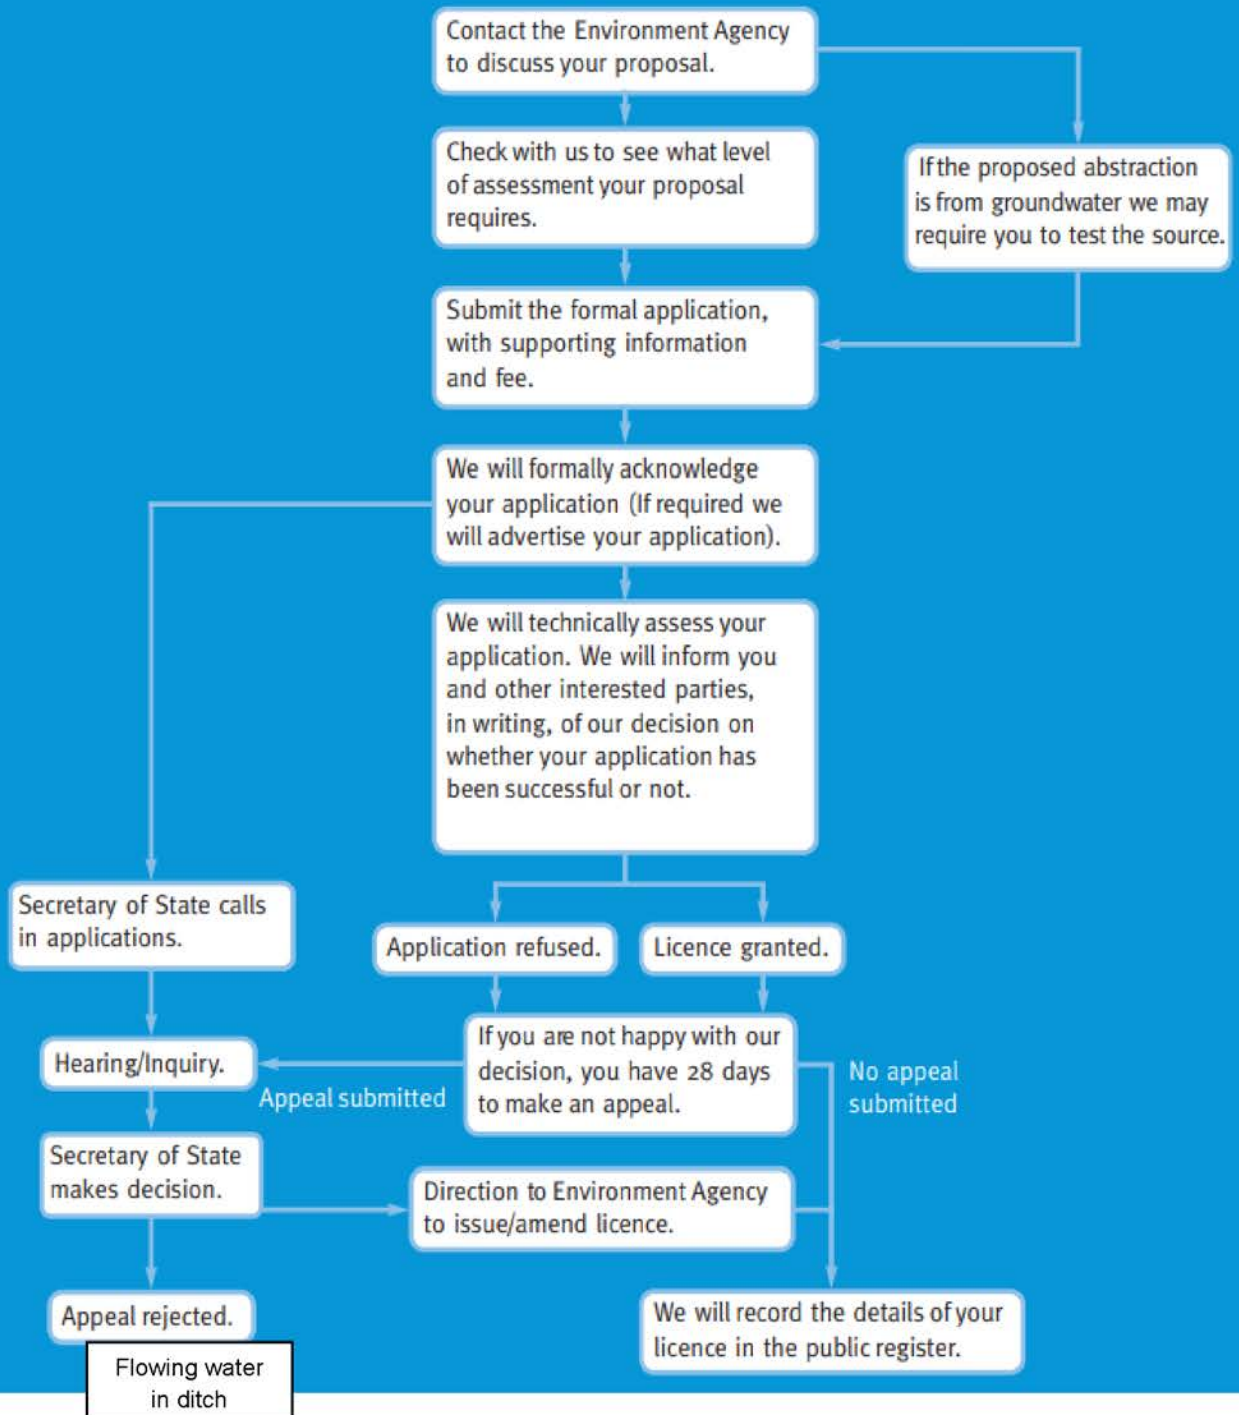 Contact the Environment Agency
to discuss your proposal.
Check with us to see what level
of assessment your proposal
requires.
If the proposed abstraction
is from groundwater we may
require you to test the source.
Submit the formal application,
with supporting information
and fee.
We will formally acknowledge
your application (If required we
will advertise your application).
We will technically assess your
application. We will inform you
and other interested parties,
in writing, of our decision on
whether your application has
been successful or not.
Secretary of State calls
in applications.
Application refused.
Licence granted.
Hearing/Inquiry.
Appeal submitted
If you are not happy with our
decision, you have 28 days
to make an appeal.
No appeal
submitted
Secretary of State
makes decision.
Direction to Environment Agency
to issue/amend licence.
Appeal rejected.
We will record the details of your
licence in the public register.
Flowing water
in ditch